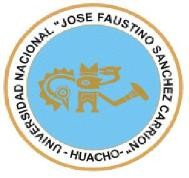 UNIVERSIDAD NACIONAL "JOSE FAUSTINO SANCHEZ CARRION"
- HUACHO -